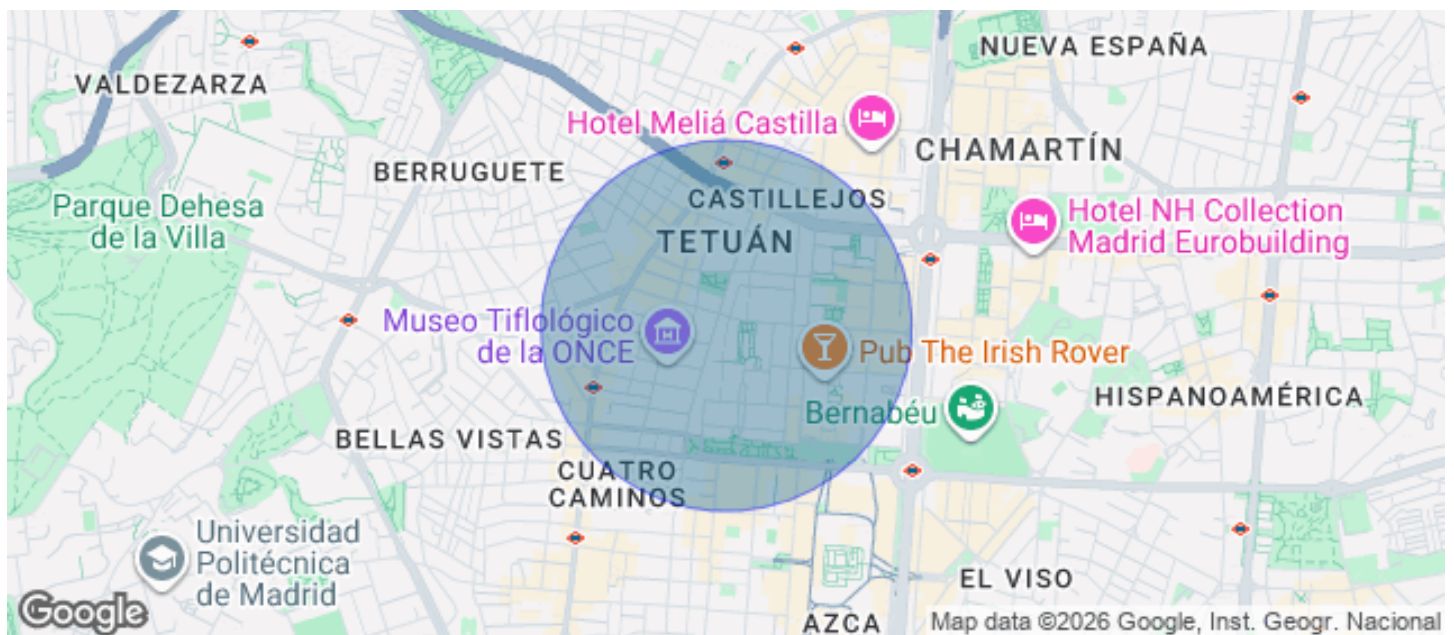 NUEVA ESPAÑA
VALDEZARZA
Hotel Meliá Castilla
CHAMARTÍN
BERRUGUETE
CASTILLEJOS
Parque Dehesa
de la Villa
Hotel NH Collection
Madrid Eurobuilding
TETUÁN
Museo Tiflológico
de la ONCE
Pub The Irish Rover
HISPANOAMÉRICA
Bernabéu
BELLAS VISTAS
CUATRO
CAMINOS
Universidad
Politécnica
de Madrid
EL VISO
Google
AZCA
Map data ©2026 Google, Inst. Geogr. Nacional